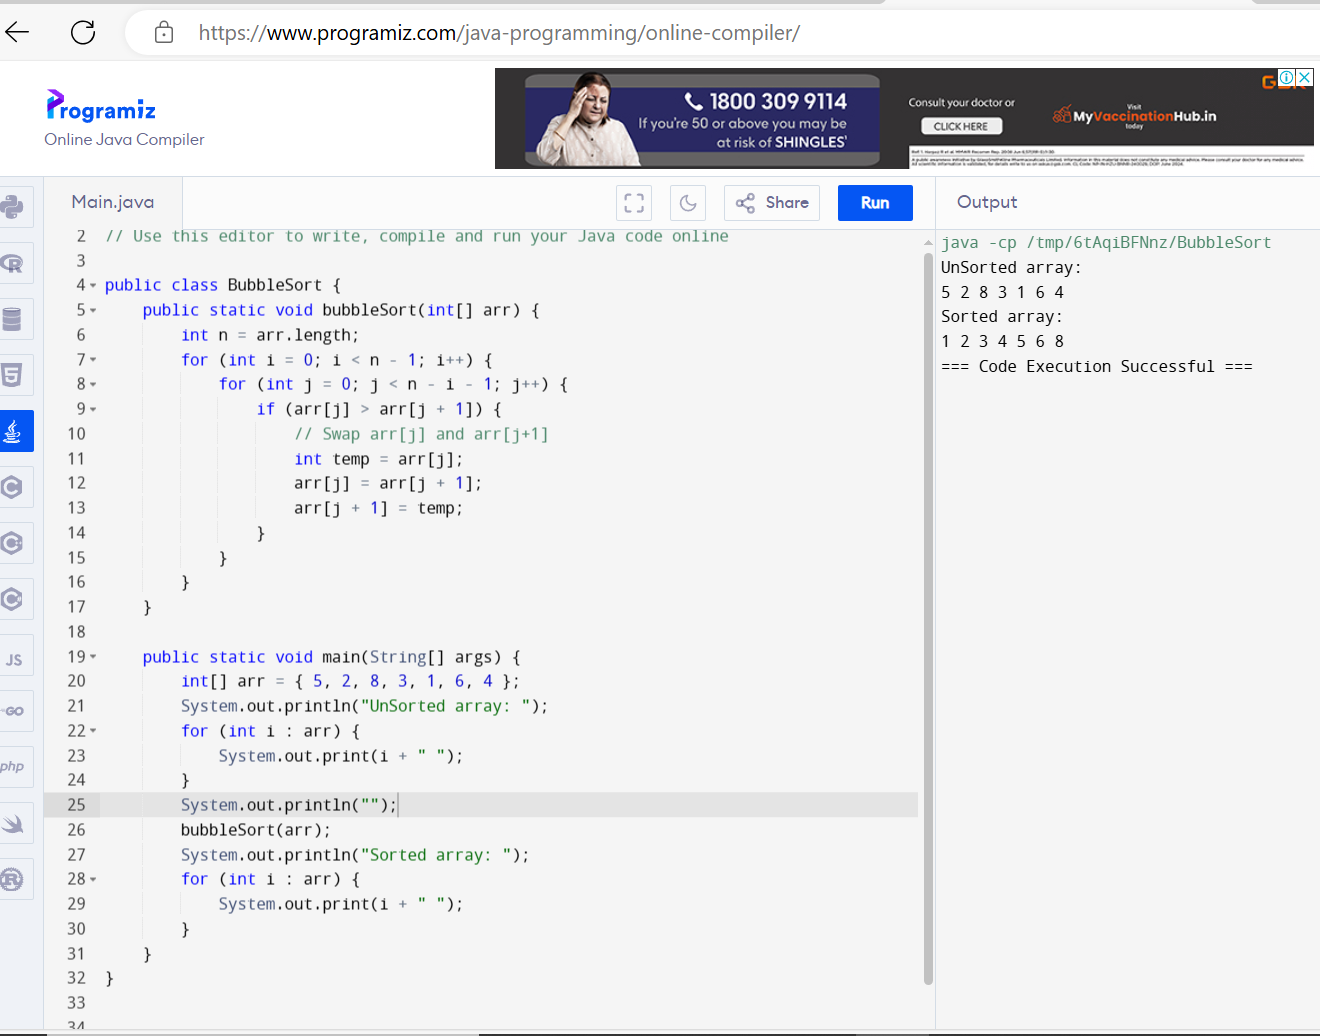 https://www.programiz.com/java-programming/online-compiler/
Programiz
Online Java Compiler
1800 309 9114
If you're 50 or above you may be
at risk of SHINGLES'
Consult your doctor or
CLICK HERE
Visit
MyVaccinationHub.in
today
Main.java
Share
Run
Output
2 // Use this editor to write, compile and run your Java code online
3
4 public class BubbleSort {
5     public static void bubbleSort(int[] arr) {
6         int n = arr.length;
7         for (int i = 0; i < n - 1; i++) {
8             for (int j = 0; j < n - i - 1; j++) {
9                 if (arr[j] > arr[j + 1]) {
10                     // Swap arr[j] and arr[j+1]
11                     int temp = arr[j];
12                     arr[j] = arr[j + 1];
13                     arr[j + 1] = temp;
14                 }
15             }
16         }
17     }
18
19     public static void main(String[] args) {
20         int[] arr = { 5, 2, 8, 3, 1, 6, 4 };
21         System.out.println("UnSorted array: ");
22         for (int i : arr) {
23             System.out.print(i + " ");
24         }
25         System.out.println("");
26         bubbleSort(arr);
27         System.out.println("Sorted array: ");
28         for (int i : arr) {
29             System.out.print(i + " ");
30         }
31     }
32 }
33
34
java -cp /tmp/6tAqiBFNnz/BubbleSort
UnSorted array:
5 2 8 3 1 6 4
Sorted array:
1 2 3 4 5 6 8
=== Code Execution Successful ===
JS
GO
php